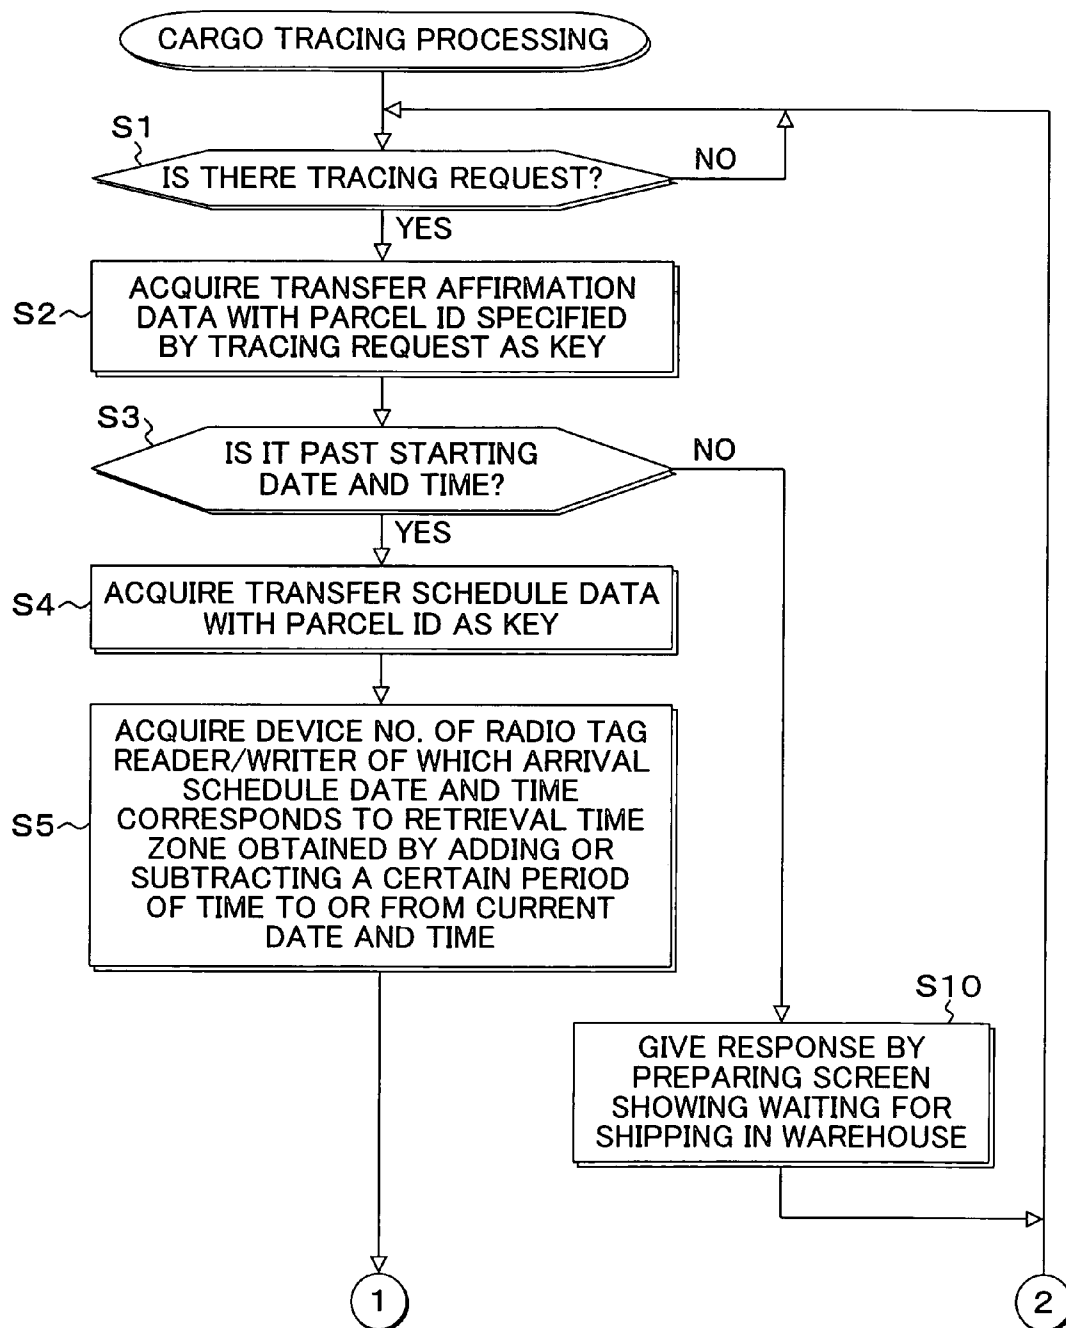 CARGO TRACING PROCESSING
S1
IS THERE TRACING REQUEST?
NO
YES
S2
ACQUIRE TRANSFER AFFIRMATION
DATA WITH PARCEL ID SPECIFIED
BY TRACING REQUEST AS KEY
S3
IS IT PAST STARTING
DATE AND TIME?
NO
YES
S4
ACQUIRE TRANSFER SCHEDULE DATA
WITH PARCEL ID AS KEY
S5
ACQUIRE DEVICE NO. OF RADIO TAG
READER/WRITER OF WHICH ARRIVAL
SCHEDULE DATE AND TIME
CORRESPONDS TO RETRIEVAL TIME
ZONE OBTAINED BY ADDING OR
SUBTRACTING A CERTAIN PERIOD
OF TIME TO OR FROM CURRENT
DATE AND TIME
S10
GIVE RESPONSE BY
PREPARING SCREEN
SHOWING WAITING FOR
SHIPPING IN WAREHOUSE
1
2